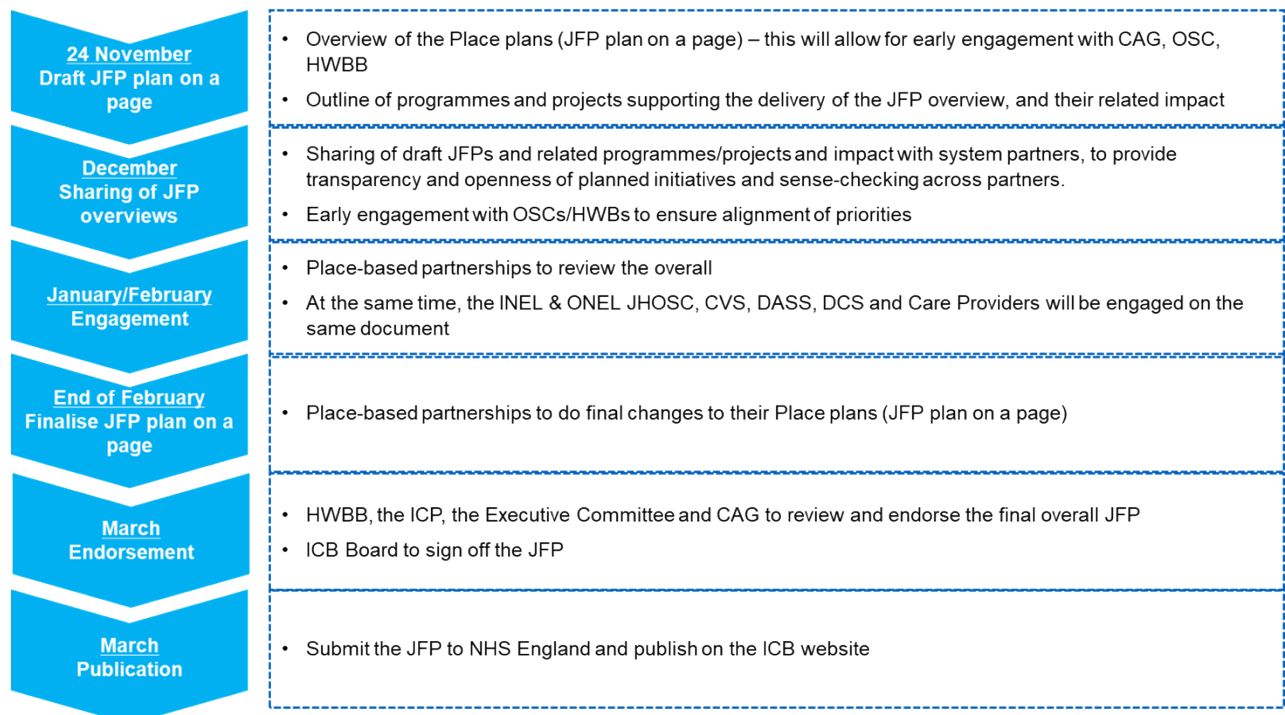 24 November
Draft JFP plan on a
page
• Overview of the Place plans (JFP plan on a page) – this will allow for early engagement with CAG, OSC,
HWBB
• Outline of programmes and projects supporting the delivery of the JFP overview, and their related impact
December
Sharing of JFP
overviews
• Sharing of draft JFPs and related programmes/projects and impact with system partners, to provide
transparency and openness of planned initiatives and sense-checking across partners.
• Early engagement with OSCs/HWBs to ensure alignment of priorities
January/February
Engagement
• Place-based partnerships to review the overall
• At the same time, the INEL & ONEL JHOSC, CVS, DASS, DCS and Care Providers will be engaged on the
same document
End of February
Finalise JFP plan on a
page
• Place-based partnerships to do final changes to their Place plans (JFP plan on a page)
March
Endorsement
• HWBB, the ICP, the Executive Committee and CAG to review and endorse the final overall JFP
• ICB Board to sign off the JFP
March
Publication
• Submit the JFP to NHS England and publish on the ICB website